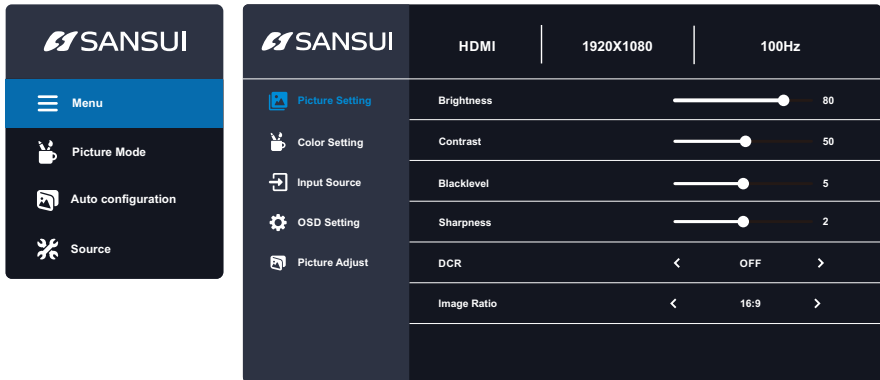 SANSUI
Menu
Picture Mode
Auto configuration
Source
SANSUI
HDMI 1920X1080 100Hz
Picture Setting
Color Setting
Input Source
OSD Setting
Picture Adjust
Brightness 80
Contrast 50
Blacklevel 5
Sharpness 2
DCR OFF
Image Ratio 16:9